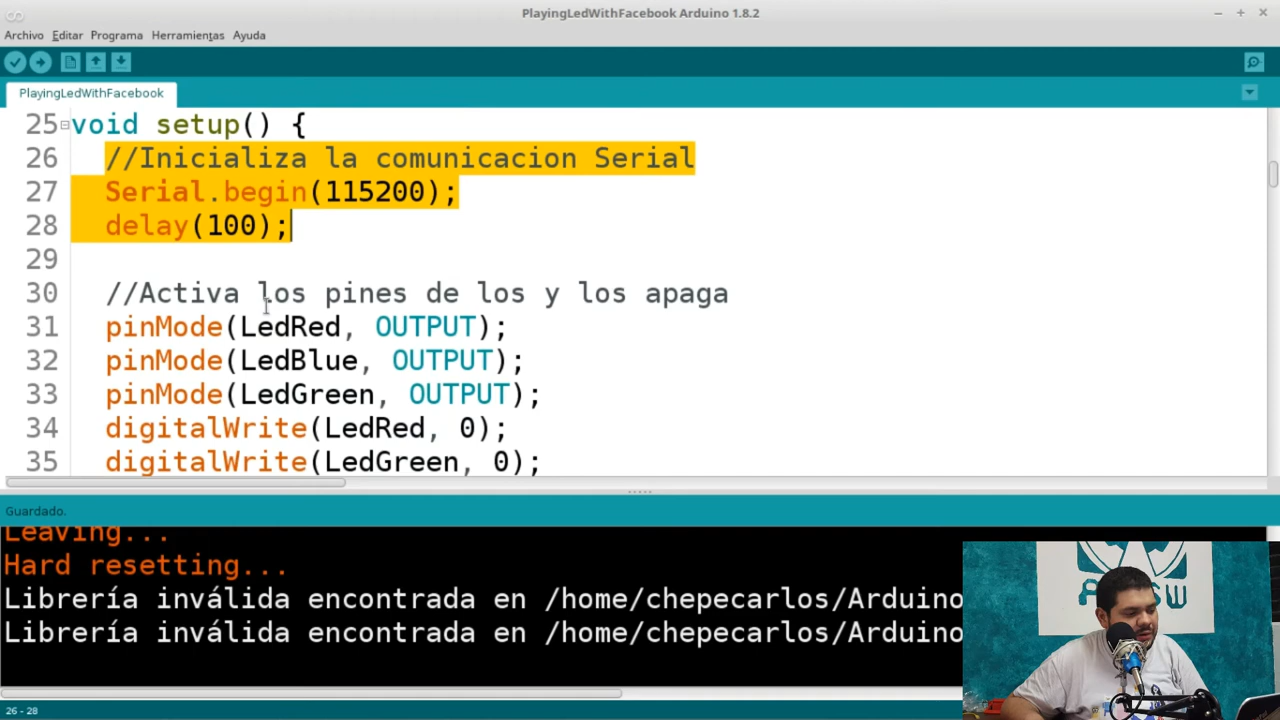 PlayingLedWithFacebook Arduino 1.8.2
Archivo Editar Programa Herramientas Ayuda
PlayingLedWithFacebook
25 void setup() {
26 //Inicializa la comunicacion Serial
27 Serial.begin(115200);
28 delay(100);
29
30 //Activa los pines de los y los apaga
31 pinMode(LedRed, OUTPUT);
32 pinMode(LedBlue, OUTPUT);
33 pinMode(LedGreen, OUTPUT);
34 digitalWrite(LedRed, 0);
35 digitalWrite(LedGreen, 0);
Guardado.
Leaving...
Hard resetting...
Librería inválida encontrada en /home/chepecarlos/Arduino
Librería inválida encontrada en /home/chepecarlos/Arduino
26 - 28